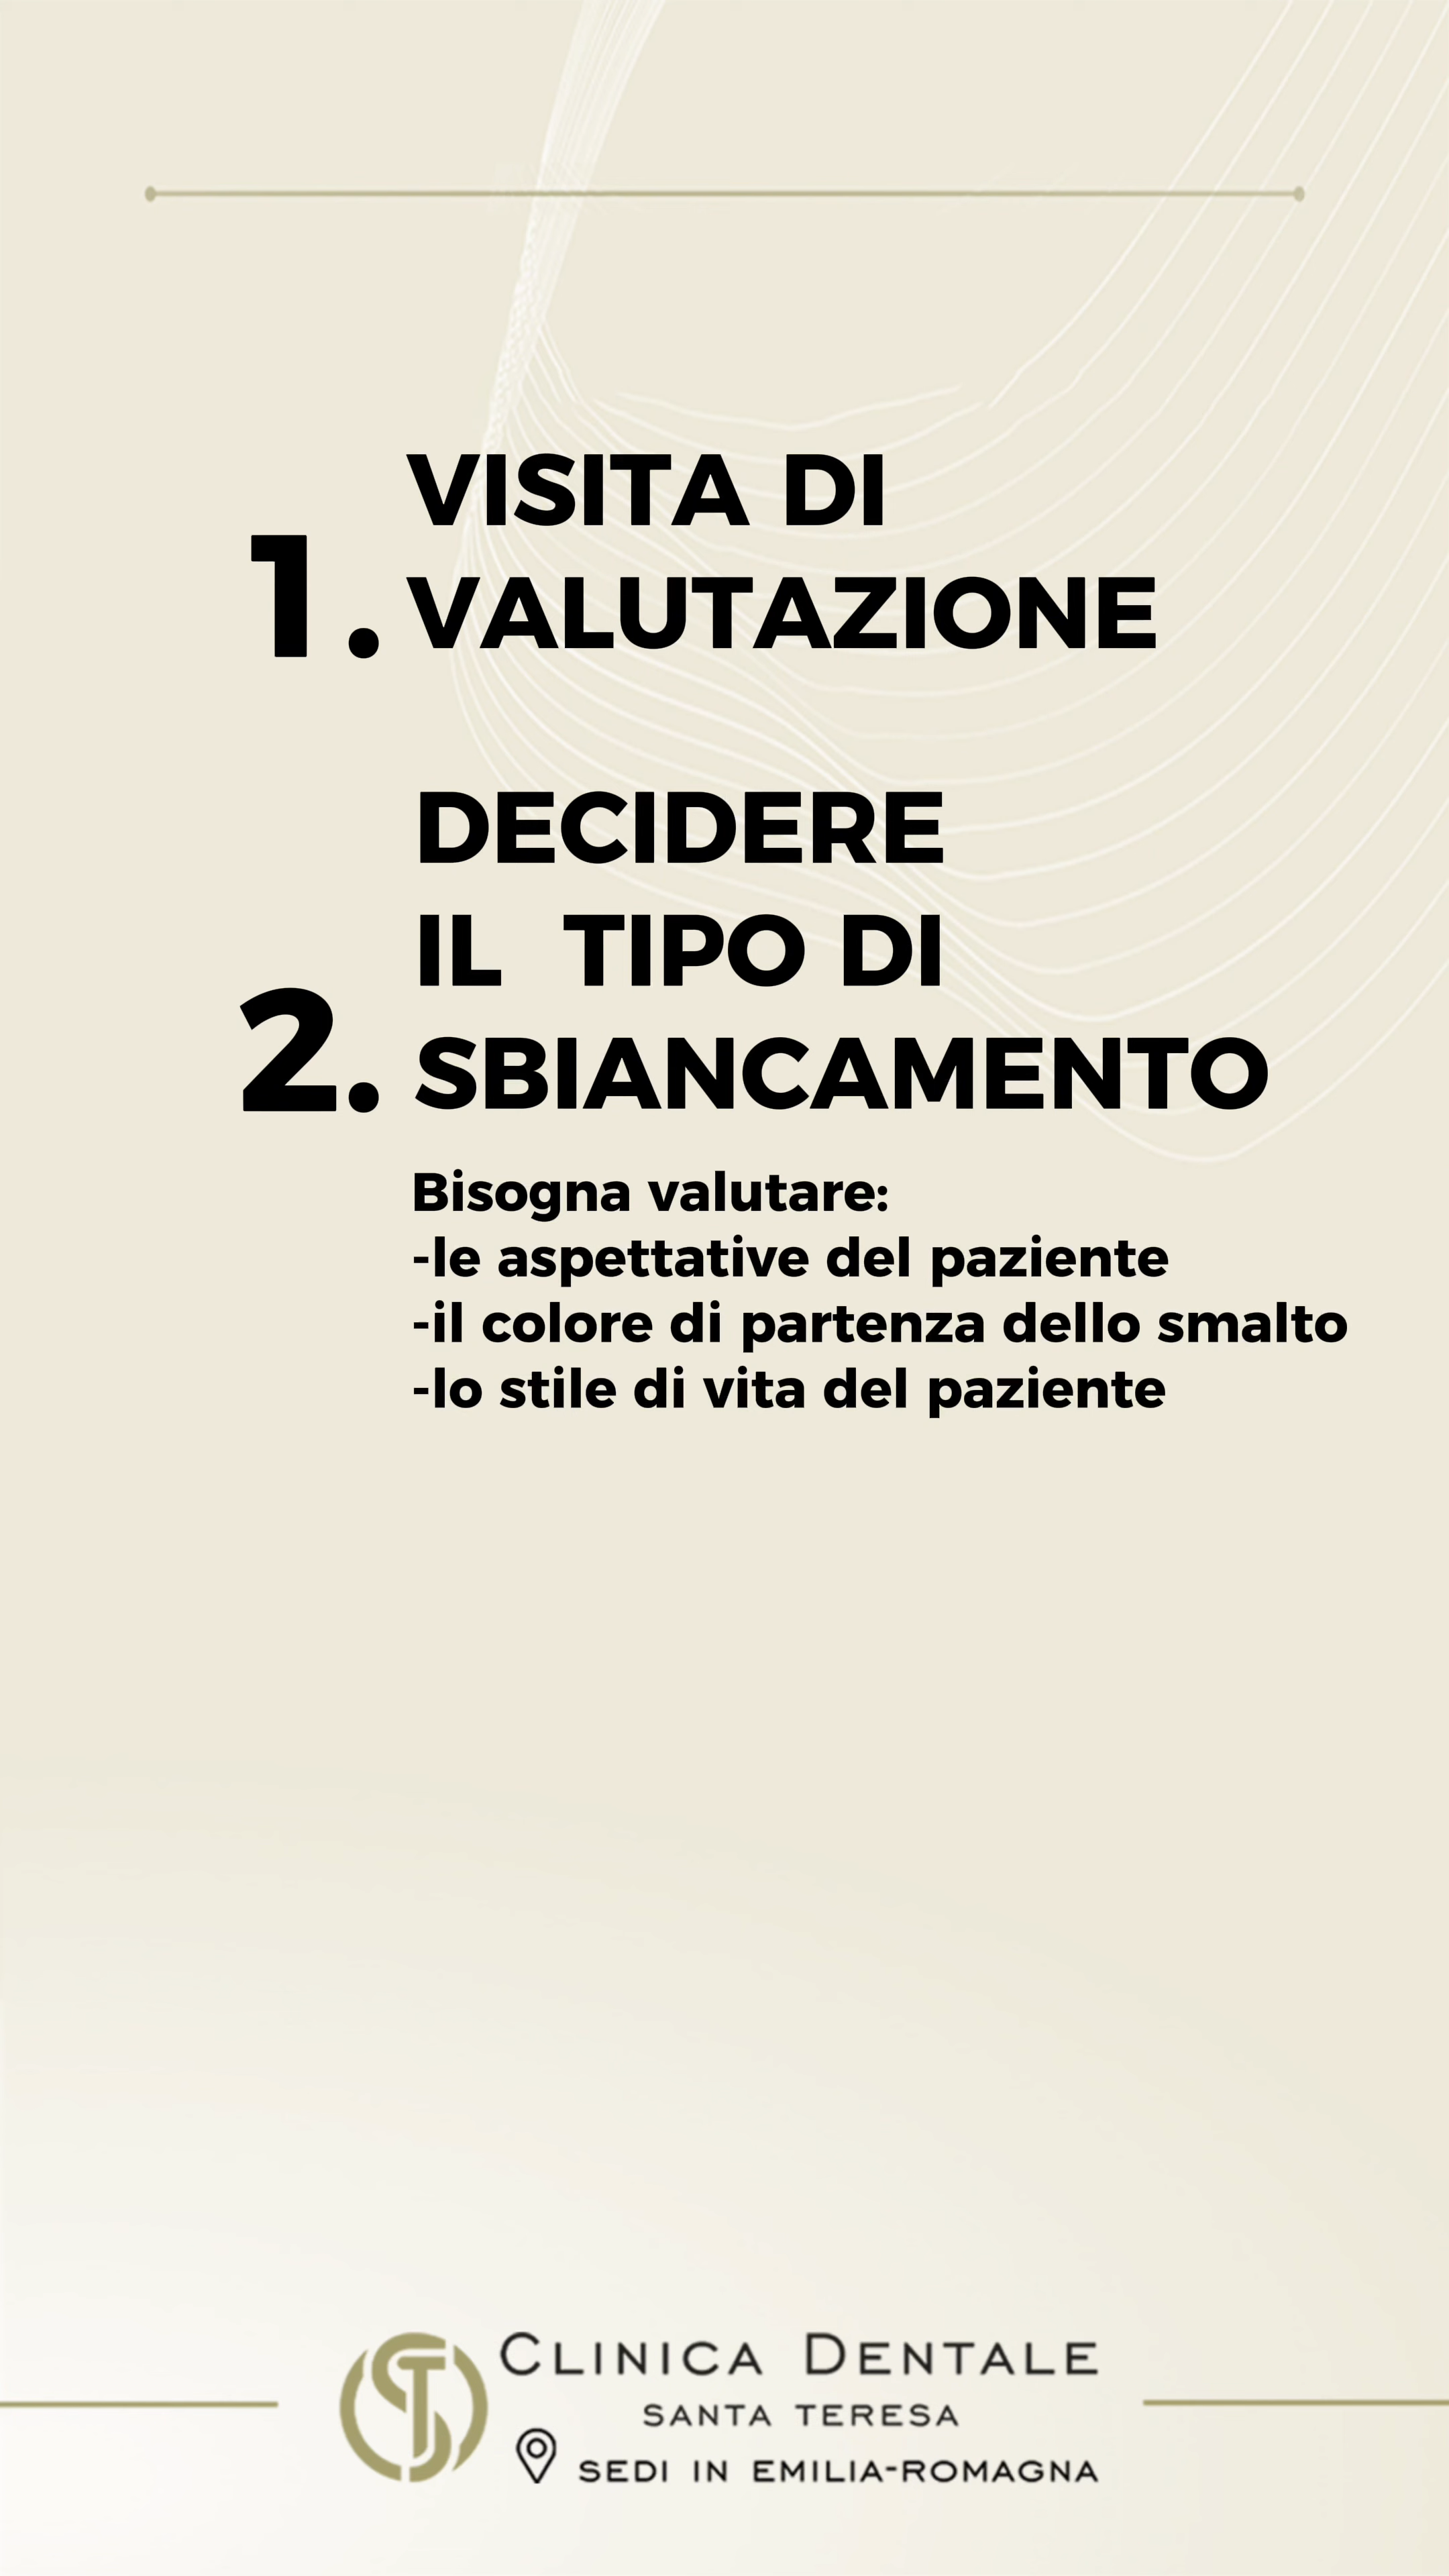 1. VISITA DI
VALUTAZIONE
2. DECIDERE
IL TIPO DI
SBIANCAMENTO
Bisogna valutare:
-le aspettative del paziente
-il colore di partenza dello smalto
-lo stile di vita del paziente
CLINICA DENTALE
SANTA TERESA
SEDI IN EMILIA-ROMAGNA